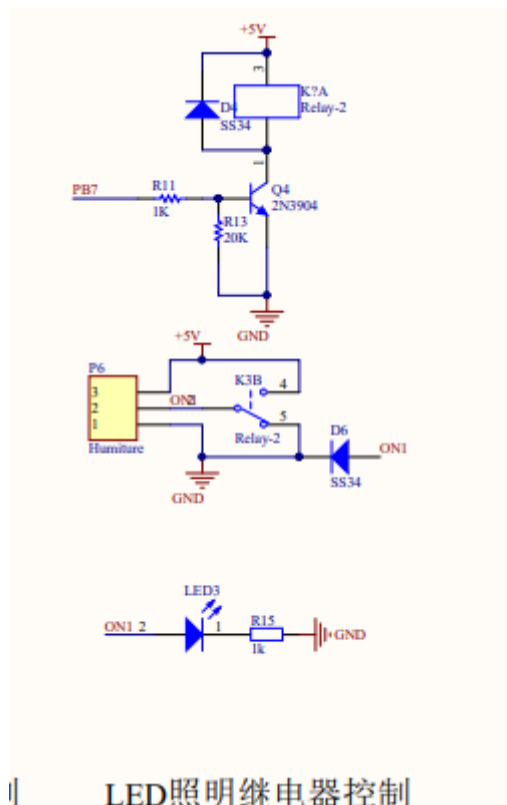 +5V
3
K?A
D4
Relay-2
SS34
1
PB7
R11
Q4
1K
2N3904
R13
20K
GND
+5V
P6
K3B
4
3
2
5
1
D6
Relay-2
ON1
Humiture
SS34
GND
LED3
ON1 2
1
R15
GND
1k
LED照明继电器控制